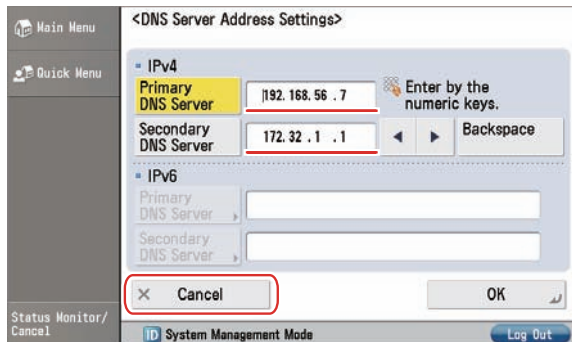 Main Menu
Quick Menu
<DNS Server Address Settings>
IPv4
Primary
DNS Server
192. 168. 56 . 7
Enter by the
numeric keys.
Secondary
DNS Server
172. 32 . 1 . 1
Backspace
IPv6
Primary
DNS Server
Secondary
DNS Server
Cancel
OK
Status Monitor/
Cancel
ID System Management Mode
Log Out